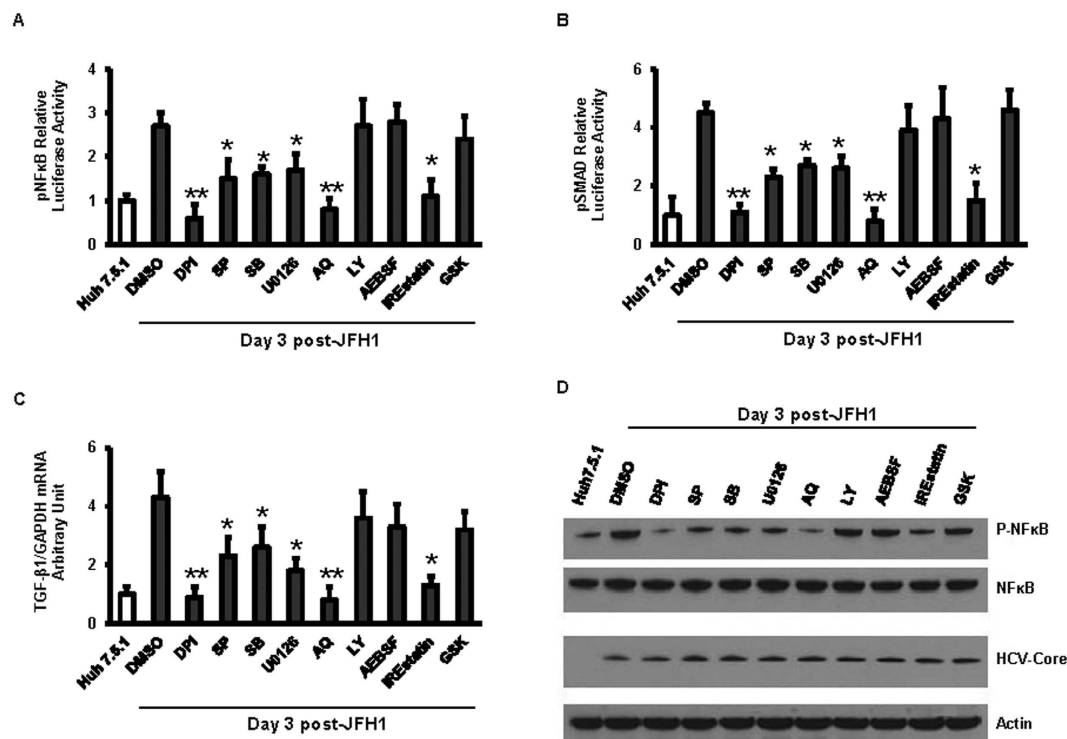 A
pNFκB Relative
Luciferase Activity
4
3
2
1
0
** * * * ** *
Huh 7.5.1 DMSO DPI SP SB U0126 AQ LY AEBSF IREstatin GSK
Day 3 post-JFH1
B
pSMAD Relative
Luciferase Activity
6
4
2
0
** * * * ** *
Huh 7.5.1 DMSO DPI SP SB U0126 AQ LY AEBSF IREstatin GSK
Day 3 post-JFH1
C
TGF-β1/GAPDH mRNA
Arbitrary Unit
6
4
2
0
** * * * ** *
Huh 7.5.1 DMSO DPI SP SB U0126 AQ LY AEBSF IREstatin GSK
Day 3 post-JFH1
D
Day 3 post-JFH1
Huh7.5.1 DMSO DPI SP SB U0126 AQ LY AEBSF IREstatin GSK
P-NFκB
NFκB
HCV-Core
Actin